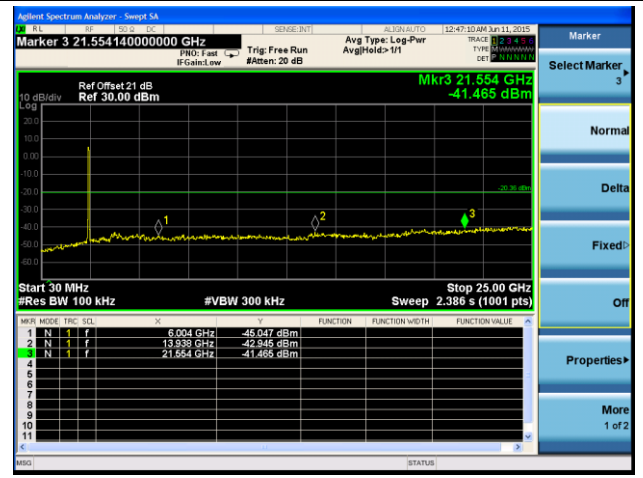 Agilent Spectrum Analyzer - Swept SA
RL RF 50 Ω DC SENSE:INT ALIGN AUTO 12:47:10 AM Jun 11, 2015
Marker 3 21.554140000000 GHz
PNO: Fast
IFGain:Low
Trig: Free Run
#Atten: 20 dB
Avg Type: Log-Pwr
Avg|Hold:>1/1
TRACE 1 2 3 4 5 6
TYPE M
DET P N N N N N
Mkr3 21.554 GHz
-41.465 dBm
Ref Offset 21 dB
10 dB/div Ref 30.00 dBm
Log
20.0
10.0
0.00
-10.0
-20.0
-20.36 dBm
-30.0
-40.0
-50.0
-60.0
1
2
3
Start 30 MHz Stop 25.00 GHz
#Res BW 100 kHz #VBW 300 kHz Sweep 2.386 s (1001 pts)
MKR MODE TRC SCL X Y FUNCTION FUNCTION WIDTH FUNCTION VALUE
1 N 1 f 6.004 GHz -45.047 dBm
2 N 1 f 13.938 GHz -42.945 dBm
3 N 1 f 21.554 GHz -41.465 dBm
4
5
6
7
8
9
10
11
MSG STATUS
Marker
Select Marker
3
Normal
Delta
Fixed
Off
Properties
More
1 of 2